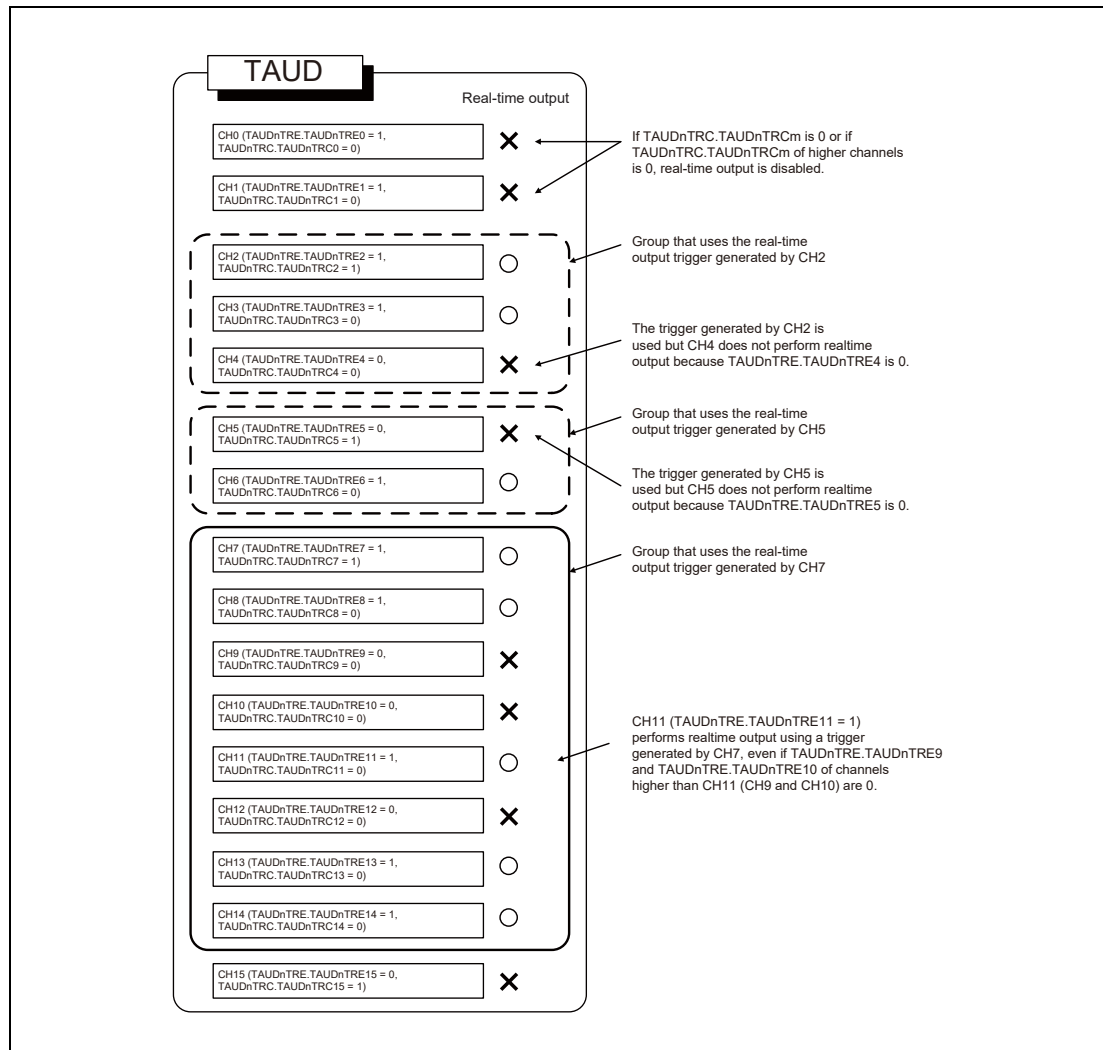 TAUD
Real-time output
CH0 (TAUDnTRE.TAUDnTRE0 = 1,
TAUDnTRC.TAUDnTRC0 = 0)
If TAUDnTRC.TAUDnTRCm is 0 or if
TAUDnTRC.TAUDnTRCm of higher channels
is 0, real-time output is disabled.
CH1 (TAUDnTRE.TAUDnTRE1 = 1,
TAUDnTRC.TAUDnTRC1 = 0)
Group that uses the real-time
output trigger generated by CH2
CH2 (TAUDnTRE.TAUDnTRE2 = 1,
TAUDnTRC.TAUDnTRC2 = 1)
CH3 (TAUDnTRE.TAUDnTRE3 = 1,
TAUDnTRC.TAUDnTRC3 = 0)
The trigger generated by CH2 is
used but CH4 does not perform realtime
output because TAUDnTRE.TAUDnTRE4 is 0.
CH4 (TAUDnTRE.TAUDnTRE4 = 0,
TAUDnTRC.TAUDnTRC4 = 0)
Group that uses the real-time
output trigger generated by CH5
CH5 (TAUDnTRE.TAUDnTRE5 = 0,
TAUDnTRC.TAUDnTRC5 = 1)
The trigger generated by CH5 is
used but CH5 does not perform realtime
output because TAUDnTRE.TAUDnTRE5 is 0.
CH6 (TAUDnTRE.TAUDnTRE6 = 1,
TAUDnTRC.TAUDnTRC6 = 0)
CH7 (TAUDnTRE.TAUDnTRE7 = 1,
TAUDnTRC.TAUDnTRC7 = 1)
Group that uses the real-time
output trigger generated by CH7
CH8 (TAUDnTRE.TAUDnTRE8 = 1,
TAUDnTRC.TAUDnTRC8 = 0)
CH9 (TAUDnTRE.TAUDnTRE9 = 0,
TAUDnTRC.TAUDnTRC9 = 0)
CH10 (TAUDnTRE.TAUDnTRE10 = 0,
TAUDnTRC.TAUDnTRC10 = 0)
CH11 (TAUDnTRE.TAUDnTRE11 = 1)
performs realtime output using a trigger
generated by CH7, even if TAUDnTRE.TAUDnTRE9
and TAUDnTRE.TAUDnTRE10 of channels
higher than CH11 (CH9 and CH10) are 0.
CH11 (TAUDnTRE.TAUDnTRE11 = 1,
TAUDnTRC.TAUDnTRC11 = 0)
CH12 (TAUDnTRE.TAUDnTRE12 = 0,
TAUDnTRC.TAUDnTRC12 = 0)
CH13 (TAUDnTRE.TAUDnTRE13 = 1,
TAUDnTRC.TAUDnTRC13 = 0)
CH14 (TAUDnTRE.TAUDnTRE14 = 1,
TAUDnTRC.TAUDnTRC14 = 0)
CH15 (TAUDnTRE.TAUDnTRE15 = 0,
TAUDnTRC.TAUDnTRC15 = 1)